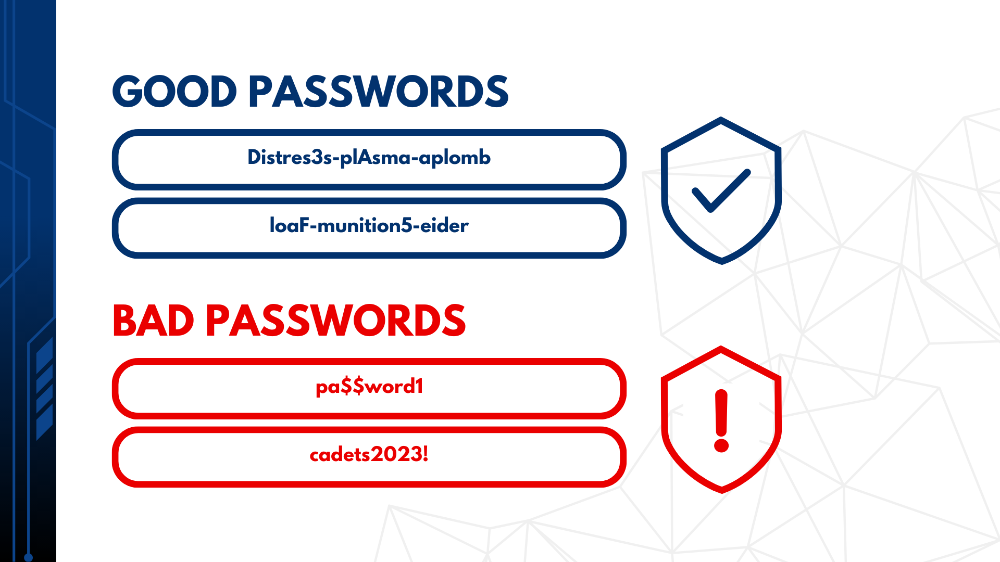 GOOD PASSWORDS
Distres3s-plAsma-aplomb
loaF-munition5-eider
BAD PASSWORDS
pa$$word1
cadets2023!